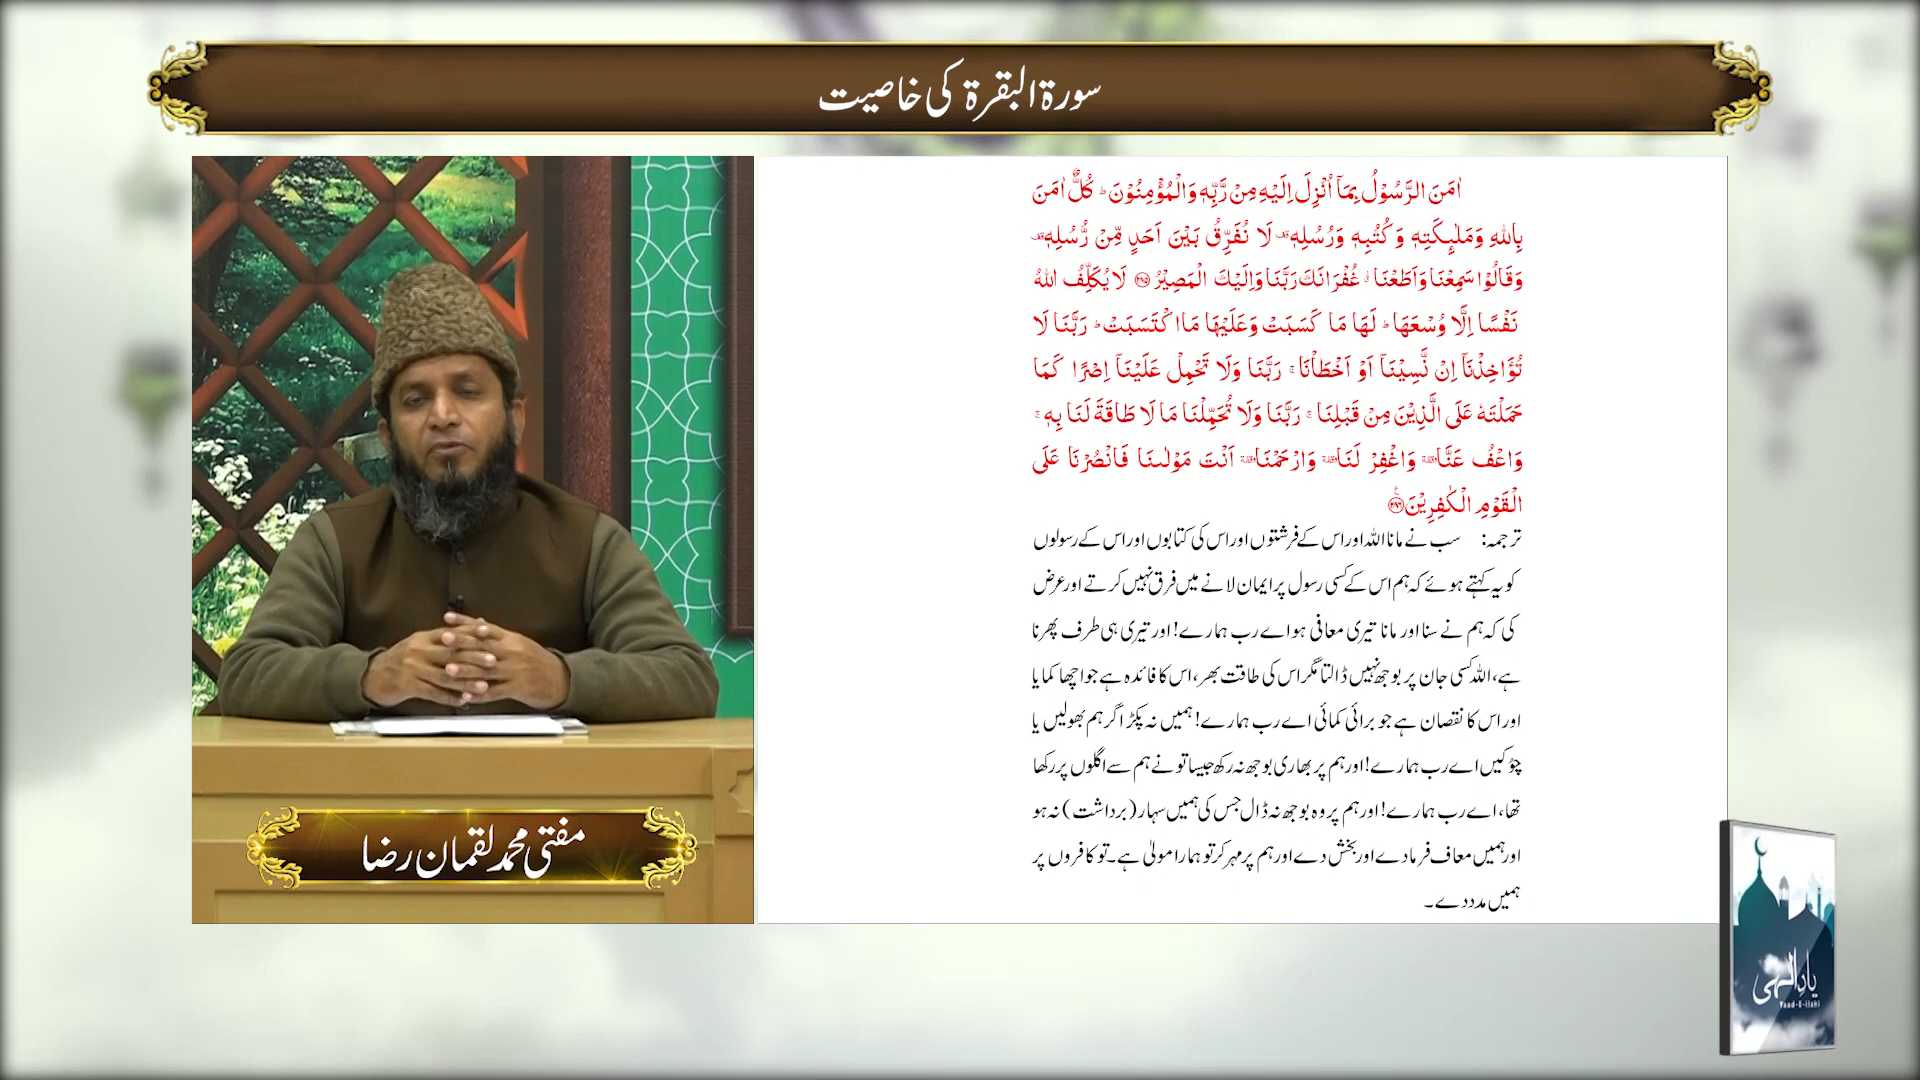 سورۃ البقرۃ کی خاصیت
اٰمَنَ الرَّسُوْلُ بِمَاۤ اُنْزِلَ اِلَیْهِ مِنْ رَّبِّهٖ وَالْمُؤْمِنُوْنَؕ کُلٌّ اٰمَنَ
بِاللّٰهِ وَمَلٰٓىِٕکَتِهٖ وَکُتُبِهٖ وَرُسُلِهٖ۫ لَا نُفَرِّقُ بَیْنَ اَحَدٍ مِّنْ رُّسُلِهٖ۫
وَقَالُوْا سَمِعْنَا وَاَطَعْنَا٘ غُفْرَانَكَ رَبَّنَا وَاِلَیْكَ الْمَصِیْرُ۝۲۸۵ لَا یُکَلِّفُ اللّٰهُ
نَفْسًا اِلَّا وُسْعَهَاؕ لَهَا مَا کَسَبَتْ وَعَلَیْهَا مَا اکْتَسَبَتْؕ رَبَّنَا لَا
تُؤَاخِذْنَاۤ اِنْ نَّسِیْنَاۤ اَوْ اَخْطَاْنَاۚ رَبَّنَا وَلَا تَحْمِلْ عَلَیْنَاۤ اِصْرًا کَمَا
حَمَلْتَهٗ عَلَی الَّذِیْنَ مِنْ قَبْلِنَاۚ رَبَّنَا وَلَا تُحَمِّلْنَا مَا لَا طَاقَةَ لَنَا بِهٖۚ
وَاعْفُ عَنَّاٙ وَاغْفِرْ لَنَاٙ وَارْحَمْنَاٙ اَنْتَ مَوْلٰىنَا فَانْصُرْنَا عَلَی
الْقَوْمِ الْکٰفِرِیْنَ۝۲۸۶
ترجمہ: سب نے مانا اللہ اور اس کے فرشتوں اور اس کی کتابوں اور اس کے رسولوں
کو یہ کہتے ہوئے کہ ہم اس کے کسی رسول پر ایمان لانے میں فرق نہیں کرتے اور عرض
کی کہ ہم نے سنا اور مانا تیری معافی ہو اے رب ہمارے! اور تیری ہی طرف پھرنا
ہے، اللہ کسی جان پر بوجھ نہیں ڈالتا مگر اس کی طاقت بھر، اس کا فائدہ ہے جو اچھا کمایا
اور اس کا نقصان ہے جو برائی کمائی اے رب ہمارے! ہمیں نہ پکڑ اگر ہم بھولیں یا
چوُکیں اے رب ہمارے! اور ہم پر بھاری بوجھ نہ رکھ جیسا تو نے ہم سے اگلوں پر رکھا
تھا، اے رب ہمارے! اور ہم پر وہ بوجھ نہ ڈال جس کی ہمیں سہار (برداشت) نہ ہو
اور ہمیں معاف فرمادے اور بخش دے اور ہم پر مہر کر تو ہمارا مولیٰ ہے۔ تو کافروں پر
ہمیں مدد دے۔
مفتی محمد لقمان رضا
یادِ الٰہی
Yaad-E-Ilahi